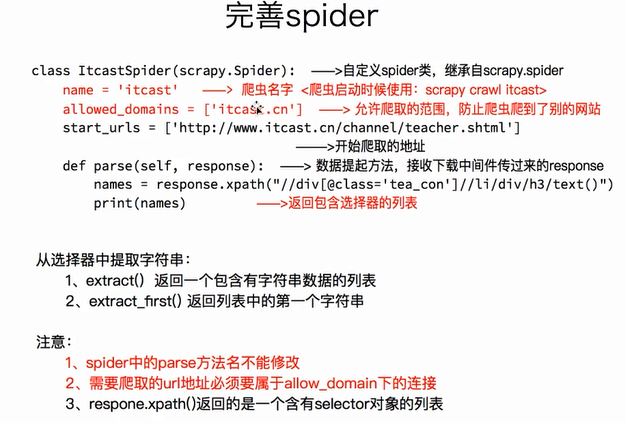 完善spider
class ItcastSpider(scrapy.Spider): ——>自定义spider类，继承自scrapy.spider
name = 'itcast' ——> 爬虫名字 <爬虫启动时候使用：scrapy crawl itcast>
allowed_domains = ['itcast.cn'] ——> 允许爬取的范围，防止爬虫爬到了别的网站
start_urls = ['http://www.itcast.cn/channel/teacher.shtml']
——>开始爬取的地址
def parse(self, response): ——> 数据提起方法，接收下载中间件传过来的response
names = response.xpath("//div[@class='tea_con']//li/div/h3/text()")
print(names) ——>返回包含选择器的列表
从选择器中提取字符串：
1、extract() 返回一个包含有字符串数据的列表
2、extract_first() 返回列表中的第一个字符串
注意：
1、spider中的parse方法名不能修改
2、需要爬取的url地址必须要属于allow_domain下的连接
3、respone.xpath()返回的是一个含有selector对象的列表